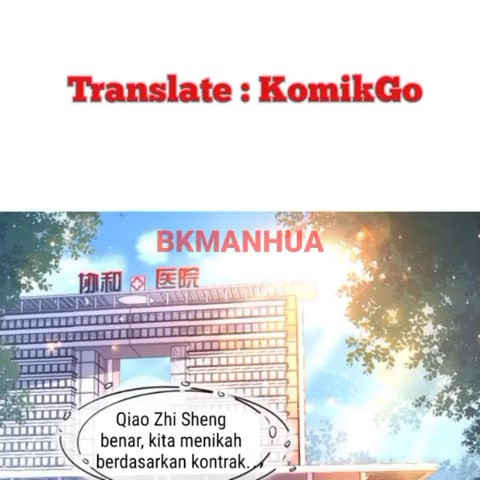 Translate : KomikGo
BKMANHUA
协和 医院
Qiao Zhi Sheng
benar, kita menikah
berdasarkan kontrak...